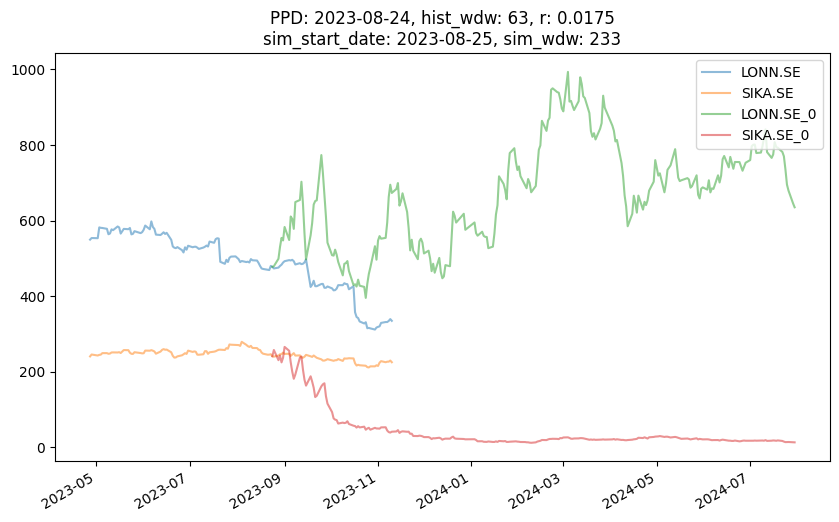 PPD: 2023-08-24, hist_wdw: 63, r: 0.0175
sim_start_date: 2023-08-25, sim_wdw: 233
LONN.SE
SIKA.SE
LONN.SE_0
SIKA.SE_0
1000
800
600
400
200
0
2023-05
2023-07
2023-09
2023-11
2024-01
2024-03
2024-05
2024-07